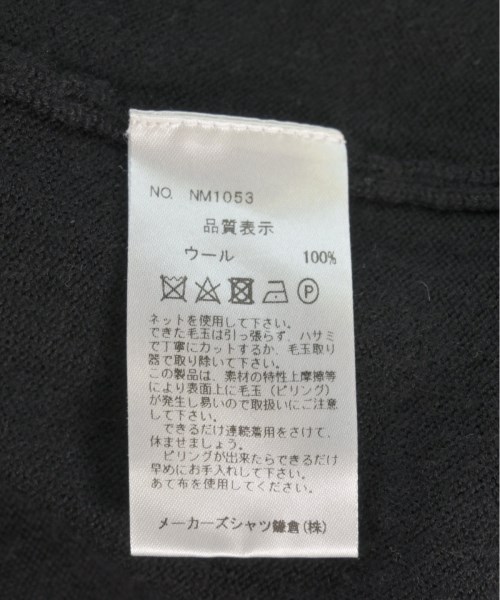 NO. NM1053
品質表示
ウール 100%
P
ネットを使用して下さい。
できた毛玉は引っ張らず、ハサミ
で丁寧にカットするか、毛玉取り
器で取り除いて下さい。
この製品は、素材の特性上摩擦等
により表面上に毛玉(ピリング)
が発生し易いので取扱いにご注意
して下さい。
できるだけ連続着用をさけて、
休ませましょう。
ピリングが出来たらできるだけ
早めにお手入れして下さい。
あて布を使用してください。
メーカーズシャツ鎌倉(株)